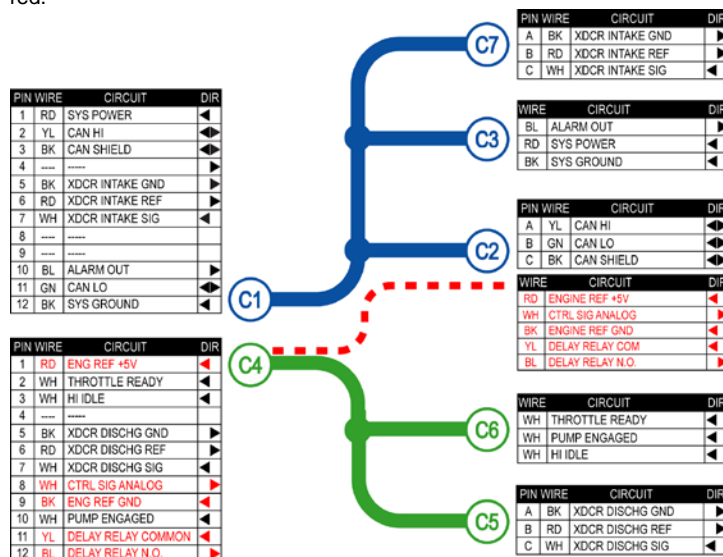 red.
C7
PIN WIRE CIRCUIT DIR
A BK XDCR INTAKE GND
B RD XDCR INTAKE REF
C WH XDCR INTAKE SIG
PIN WIRE CIRCUIT DIR
1 RD SYS POWER
2 YL CAN HI
3 BK CAN SHIELD
4 ---- -----
5 BK XDCR INTAKE GND
6 RD XDCR INTAKE REF
7 WH XDCR INTAKE SIG
8 ---- -----
9 ---- -----
10 BL ALARM OUT
11 GN CAN LO
12 BK SYS GROUND
C1
C3
WIRE CIRCUIT DIR
BL ALARM OUT
RD SYS POWER
BK SYS GROUND
C2
PIN WIRE CIRCUIT DIR
A YL CAN HI
B GN CAN LO
C BK CAN SHIELD
WIRE CIRCUIT DIR
RD ENGINE REF +5V
WH CTRL SIG ANALOG
BK ENGINE REF GND
YL DELAY RELAY COM
BL DELAY RELAY N.O.
PIN WIRE CIRCUIT DIR
1 RD ENG REF +5V
2 WH THROTTLE READY
3 WH HI IDLE
4 ---- -----
5 BK XDCR DISCHG GND
6 RD XDCR DISCHG REF
7 WH XDCR DISCHG SIG
8 WH CTRL SIG ANALOG
9 BK ENG REF GND
10 WH PUMP ENGAGED
11 YL DELAY RELAY COMMON
12 BL DELAY RELAY N.O.
C4
C6
WIRE CIRCUIT DIR
WH THROTTLE READY
WH PUMP ENGAGED
WH HI IDLE
C5
PIN WIRE CIRCUIT DIR
A BK XDCR DISCHG GND
B RD XDCR DISCHG REF
C WH XDCR DISCHG SIG